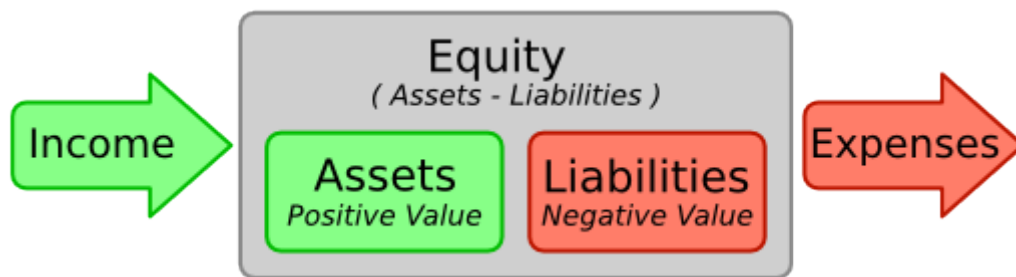 Income
Equity
( Assets - Liabilities )
Assets
Positive Value
Liabilities
Negative Value
Expenses